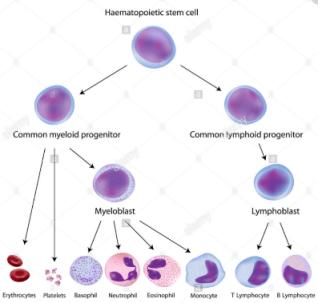 Haematopoietic stem cell
Common myeloid progenitor
Common lymphoid progenitor
Myeloblast
Lymphoblast
Erythrocytes
Platelets
Basophil
Neutrophil
Eosinophil
Monocyte
T Lymphocyte
B Lymphocyte